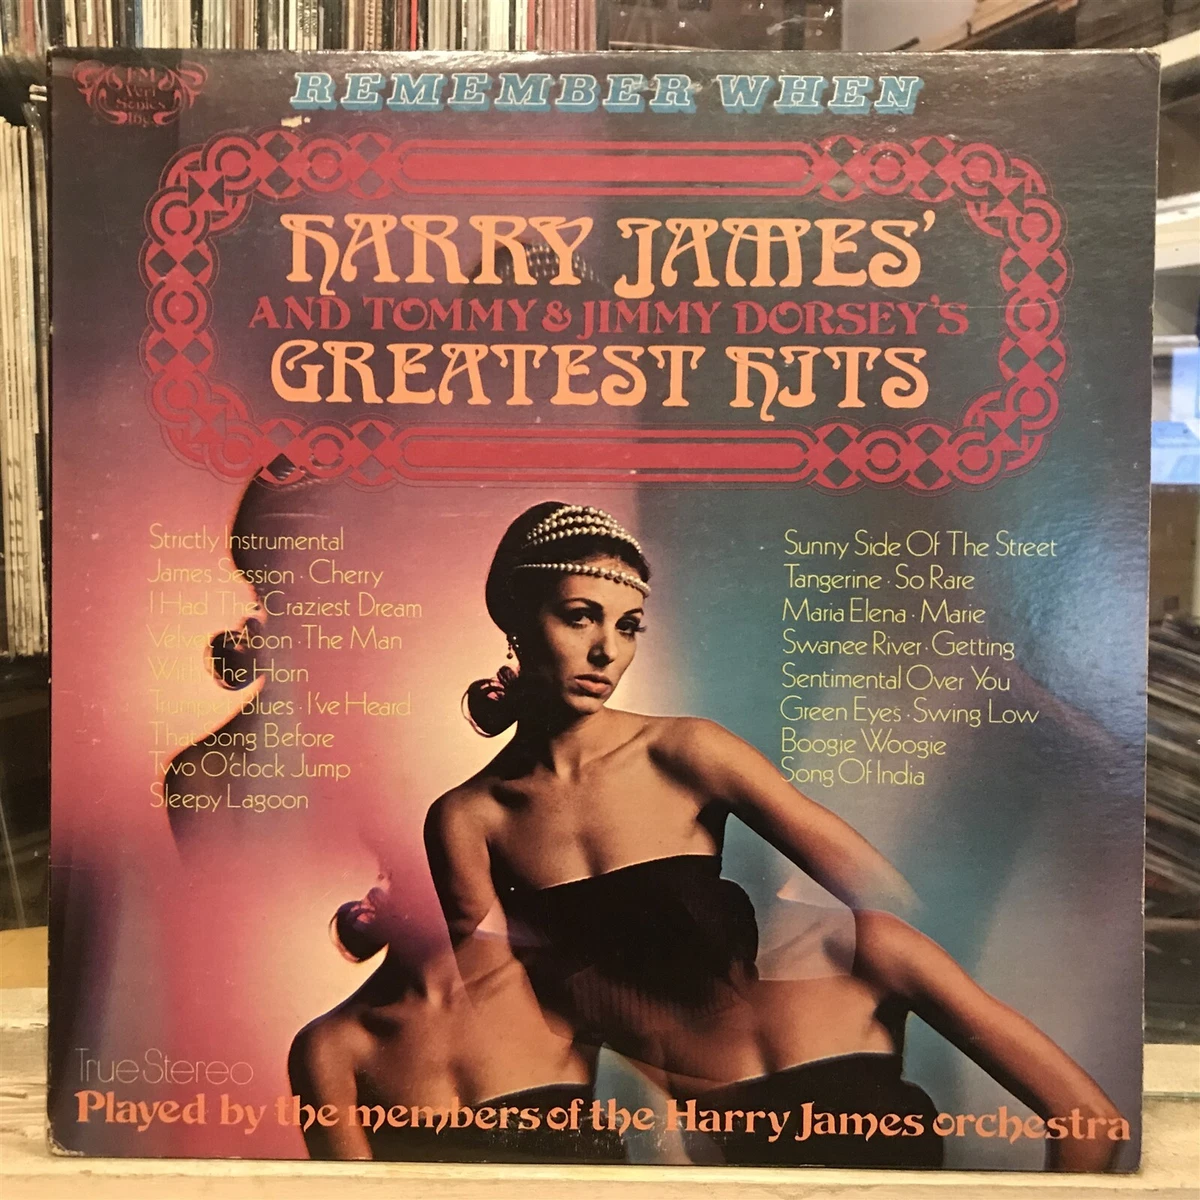 REMEMBER WHEN
HARRY JAMES'
AND TOMMY & JIMMY DORSEY'S
GREATEST HITS
Strictly Instrumental
James Session · Cherry
I Had The Craziest Dream
Velvet Moon · The Man
With The Horn
Trumpet Blues · I've Heard
That Song Before
Two O'clock Jump
Sleepy Lagoon
Sunny Side Of The Street
Tangerine · So Rare
Maria Elena · Marie
Swanee River · Getting
Sentimental Over You
Green Eyes · Swing Low
Boogie Woogie
Song Of India
True Stereo
Played by the members of the Harry James orchestra